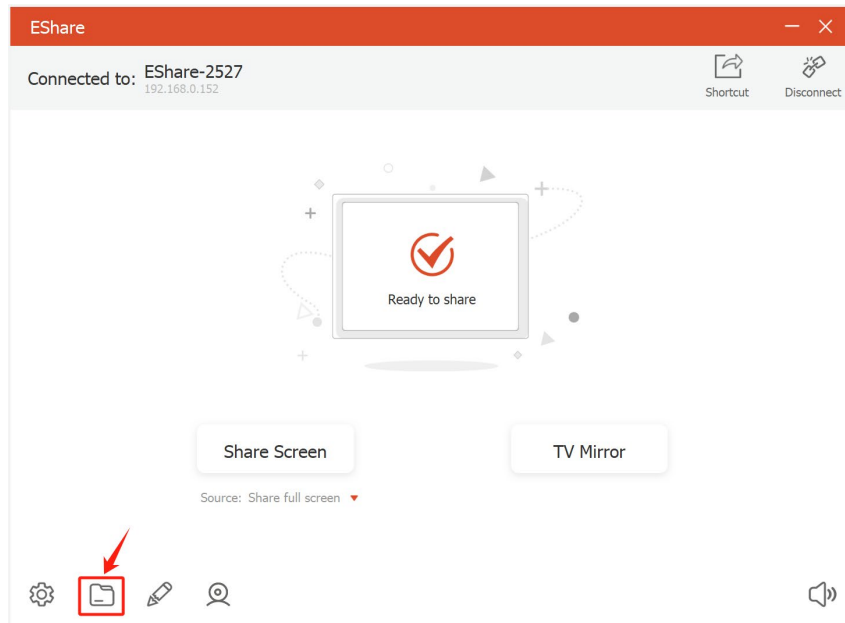 EShare
Connected to: EShare-2527
192.168.0.152
Shortcut
Disconnect
Ready to share
Share Screen
TV Mirror
Source: Share full screen